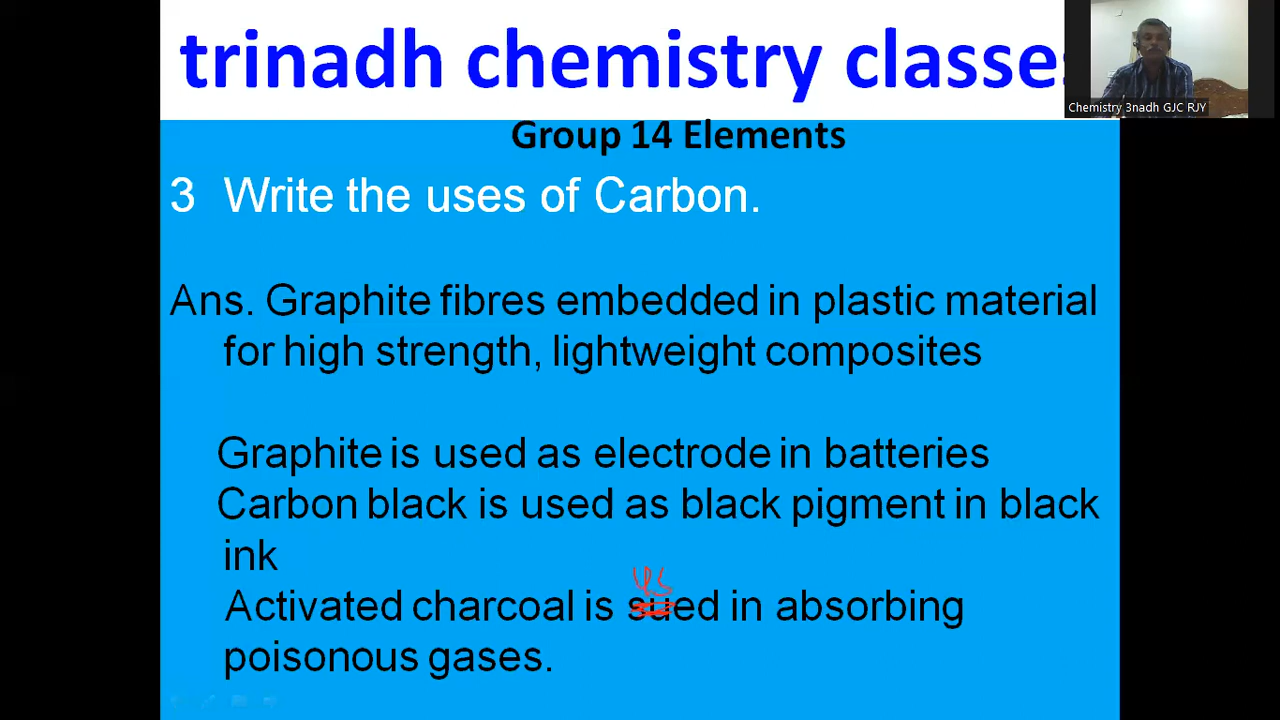 trinadh chemistry classes
Chemistry 3nadh GJC RJY
Group 14 Elements
3 Write the uses of Carbon.
Ans. Graphite fibres embedded in plastic material
for high strength, lightweight composites
Graphite is used as electrode in batteries
Carbon black is used as black pigment in black
ink
us
Activated charcoal is sued in absorbing
poisonous gases.